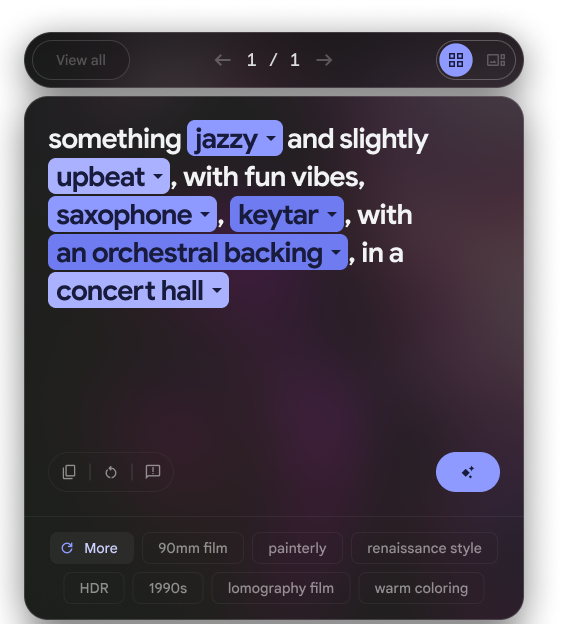 View all
1 / 1
something jazzy and slightly
upbeat, with fun vibes,
saxophone, keytar, with
an orchestral backing, in a
concert hall
More 90mm film painterly renaissance style
HDR 1990s lomography film warm coloring